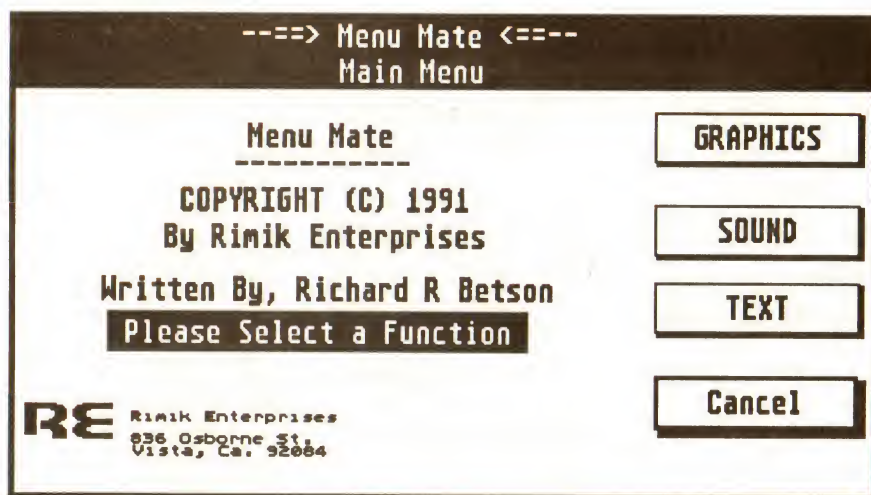 --==> Menu Mate <==--
Main Menu
Menu Mate
-----------
COPYRIGHT (C) 1991
By Rimik Enterprises
Written By, Richard R Betson
Please Select a Function
GRAPHICS
SOUND
TEXT
Cancel
RE
Rimik Enterprises
836 Osborne St.
Vista, Ca. 92084